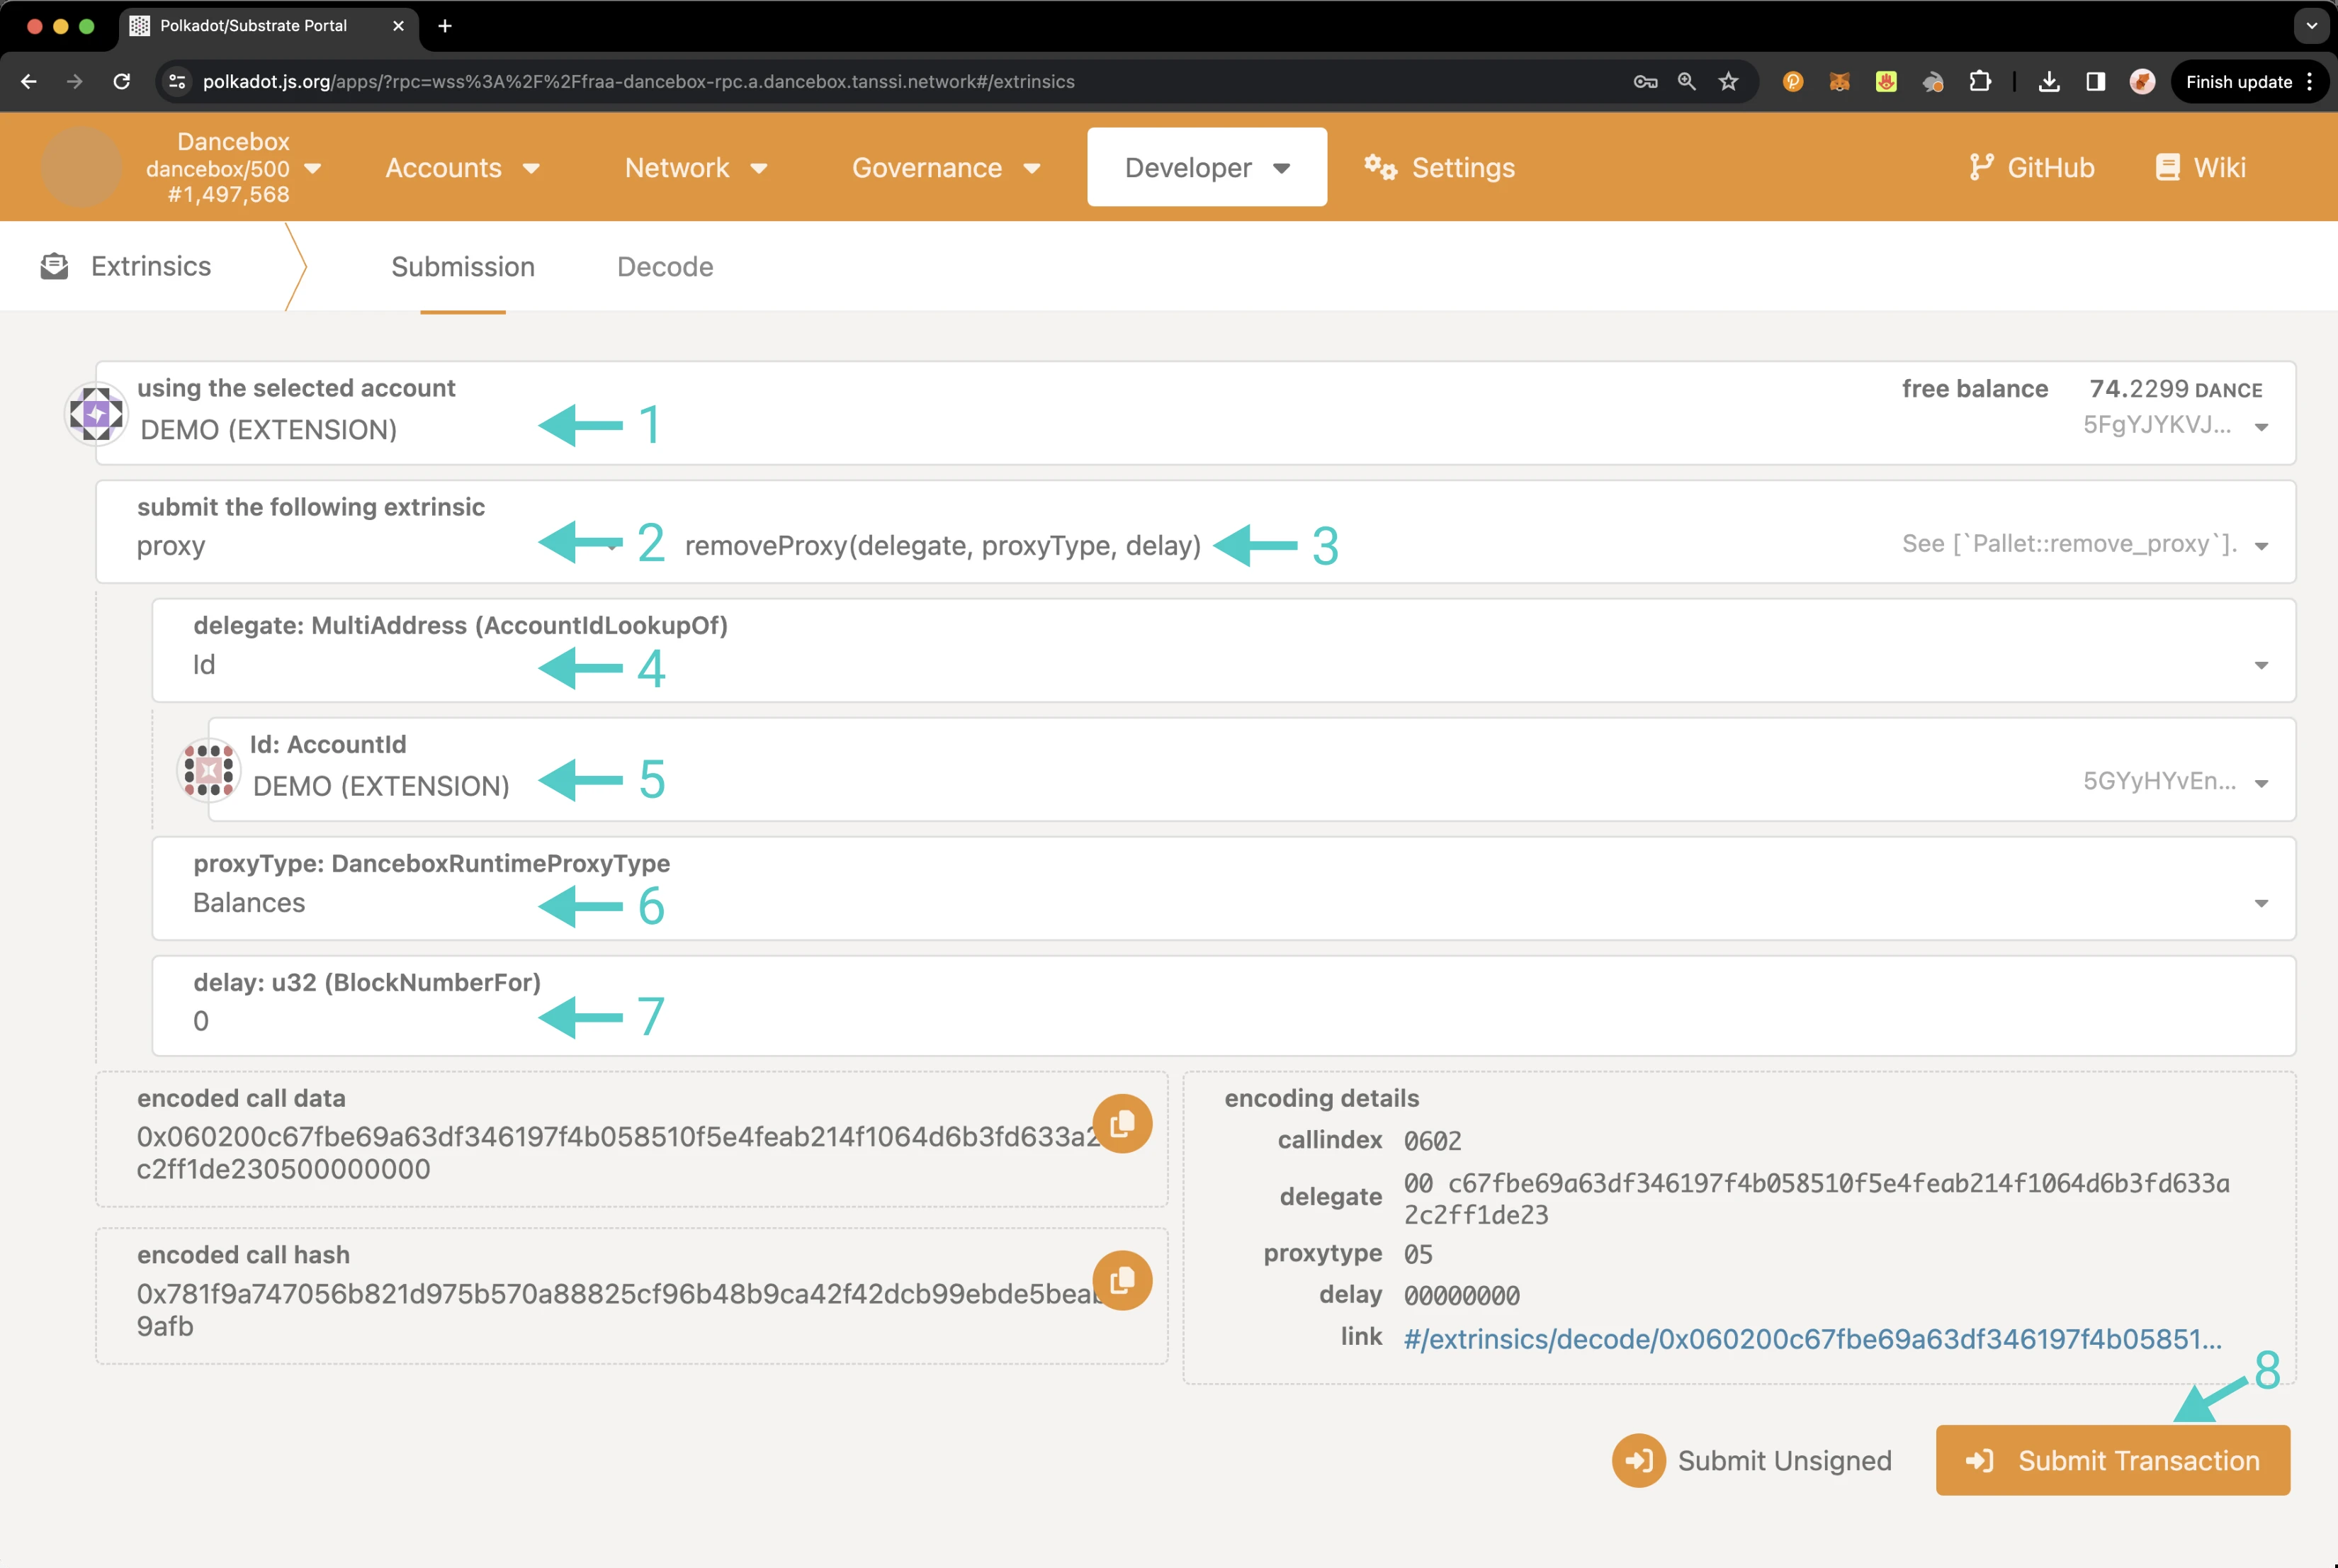 Polkadot/Substrate Portal
polkadot.js.org/apps/?rpc=wss%3A%2F%2Ffraa-dancebox-rpc.a.dancebox.tanssi.network#/extrinsics
Finish update
Dancebox
dancebox/500
#1,497,568
Accounts
Network
Governance
Developer
Settings
GitHub
Wiki
Extrinsics
Submission
Decode
using the selected account
DEMO (EXTENSION)
1
free balance 74.2299 DANCE
5FgYJYKVJ...
submit the following extrinsic
proxy
2
removeProxy(delegate, proxyType, delay)
3
See [`Pallet::remove_proxy`].
delegate: MultiAddress (AccountIdLookupOf)
Id
4
Id: AccountId
DEMO (EXTENSION)
5
5GYyHYvEn...
proxyType: DanceboxRuntimeProxyType
Balances
6
delay: u32 (BlockNumberFor)
0
7
encoded call data
0x060200c67fbe69a63df346197f4b058510f5e4feab214f1064d6b3fd633a2
c2ff1de230500000000
encoded call hash
0x781f9a747056b821d975b570a88825cf96b48b9ca42f42dcb99ebde5beab
9afb
encoding details
callindex 0602
delegate 00 c67fbe69a63df346197f4b058510f5e4feab214f1064d6b3fd633a
2c2ff1de23
proxytype 05
delay 00000000
link #/extrinsics/decode/0x060200c67fbe69a63df346197f4b05851...
8
Submit Unsigned
Submit Transaction